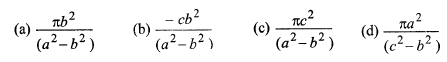 (a) πb²/(a²−b²) (b) −cb²/(a²−b²) (c) πc²/(a²−b²) (d) πa²/(c²−b²)